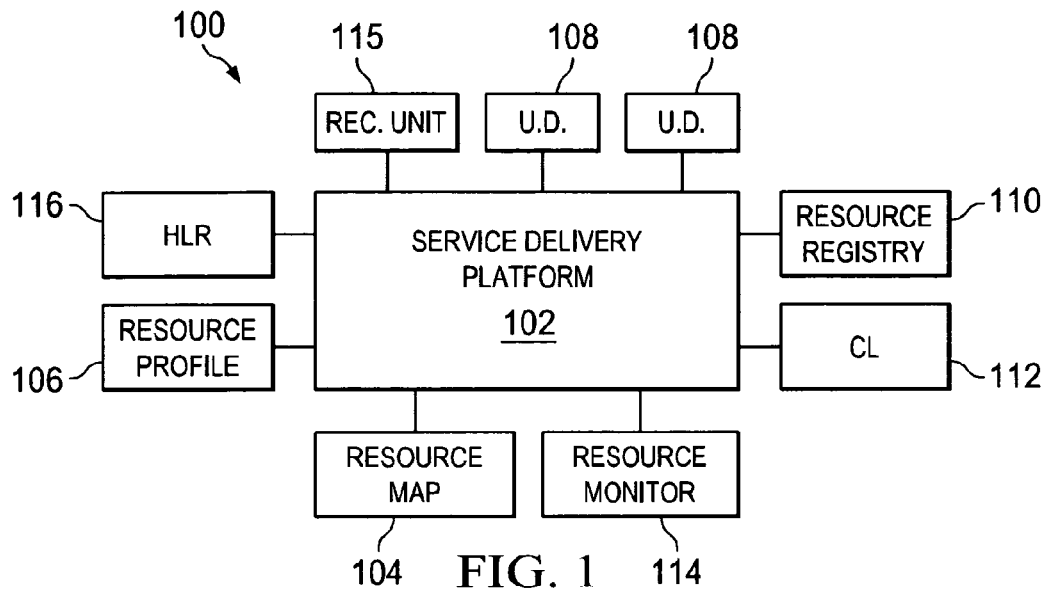 100
115
108
108
REC. UNIT
U.D.
U.D.
116
HLR
SERVICE DELIVERY
PLATFORM
102
RESOURCE
REGISTRY
110
RESOURCE
PROFILE
106
CL
112
RESOURCE
MAP
RESOURCE
MONITOR
104
FIG. 1
114